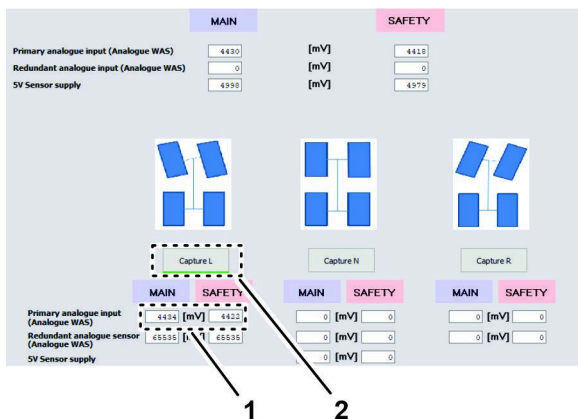 MAIN SAFETY
Primary analogue input (Analogue WAS) 4430 [mV] 4418
Redundant analogue input (Analogue WAS) 0 [mV] 0
5V Sensor supply 4998 [mV] 4979
Capture L Capture N Capture R
MAIN SAFETY MAIN SAFETY MAIN SAFETY
Primary analogue input
(Analogue WAS) 4434 [mV] 4422 0 [mV] 0 0 [mV] 0
Redundant analogue sensor
(Analogue WAS) 65535 [mV] 65535 0 [mV] 0 0 [mV] 0
5V Sensor supply 0 [mV] 0
1 2